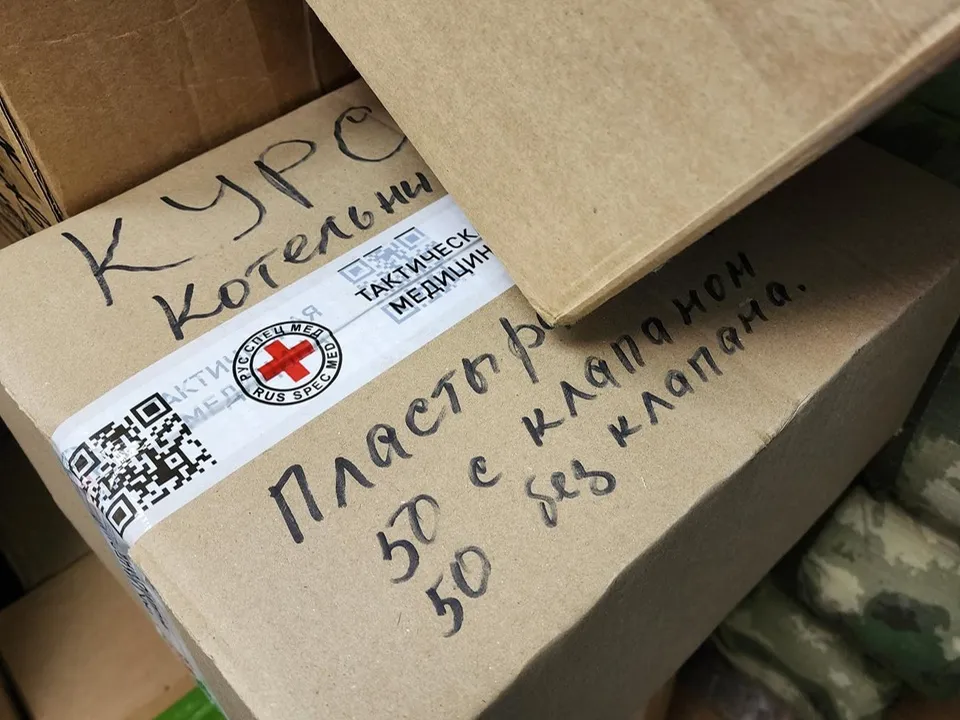 КУРС
Котельни
ТАКТИЧЕСК
МЕДИЦИН
РУС СПЕЦ МЕД
RUS SPEC MED
Пластыр
50 с клапаном
50 без клапана.